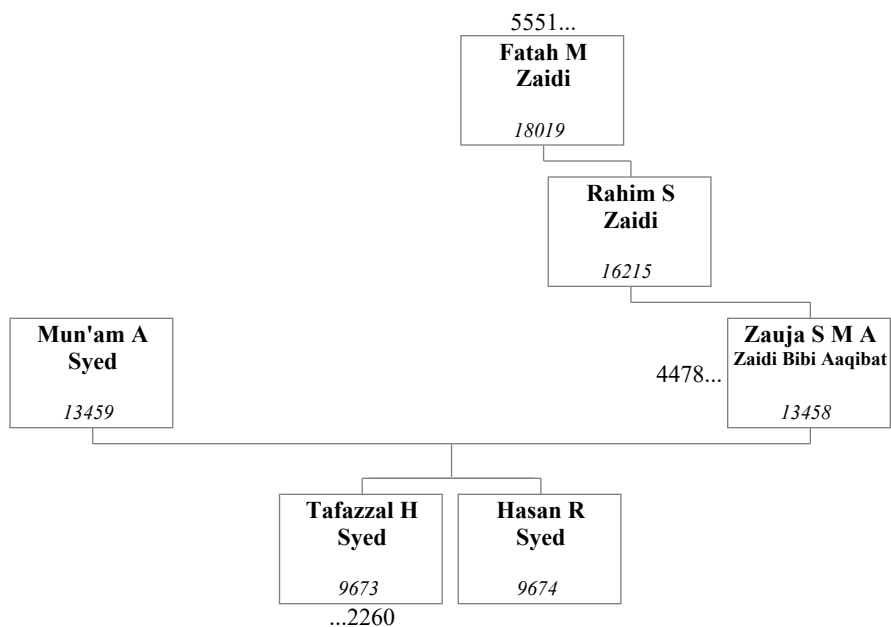 5551...
Fatah M
Zaidi
18019
Rahim S
Zaidi
16215
Mun'am A
Syed
13459
Zauja S M A
Zaidi Bibi Aaqibat
4478...
13458
Tafazzal H
Syed
9673
...2260
Hasan R
Syed
9674